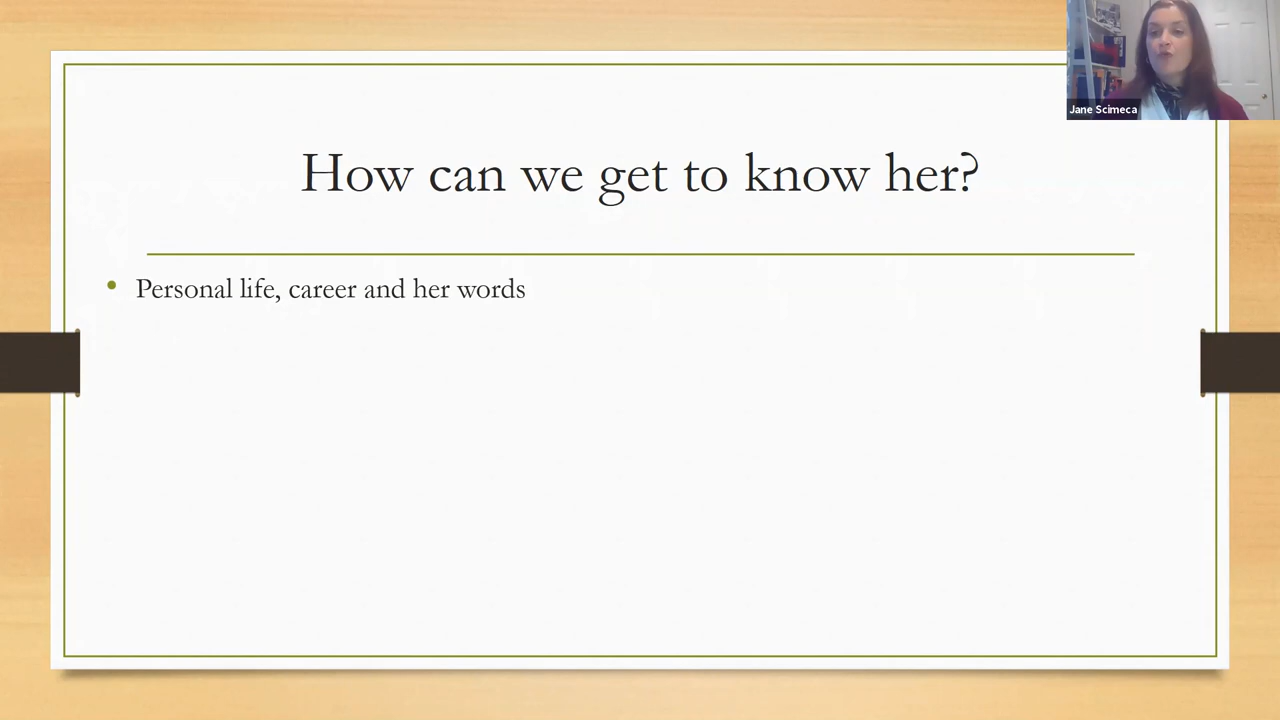 Jane Scimeca
How can we get to know her?
• Personal life, career and her words